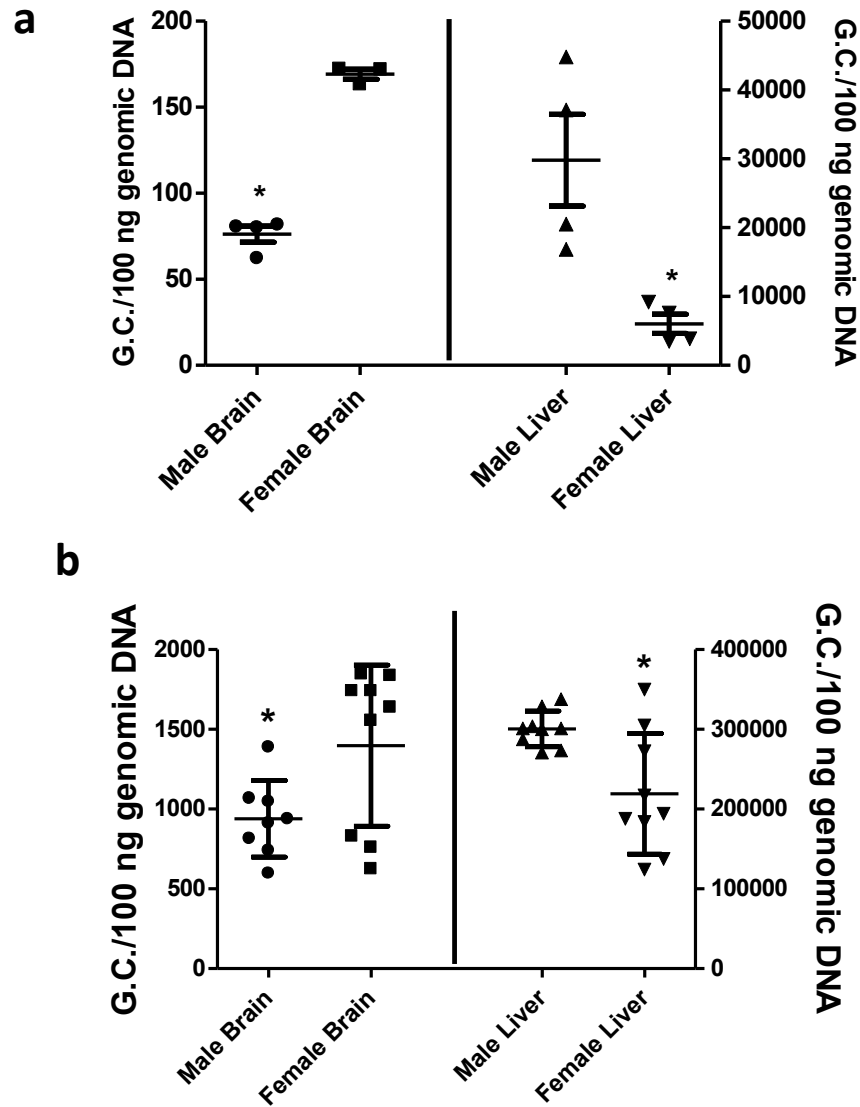 a
G.C./100 ng genomic DNA
200
150
100
50
0
*
*
50000
40000
30000
20000
10000
0
G.C./100 ng genomic DNA
Male Brain
Female Brain
Male Liver
Female Liver
b
G.C./100 ng genomic DNA
2000
1500
1000
500
0
*
*
400000
300000
200000
100000
0
G.C./100 ng genomic DNA
Male Brain
Female Brain
Male Liver
Female Liver